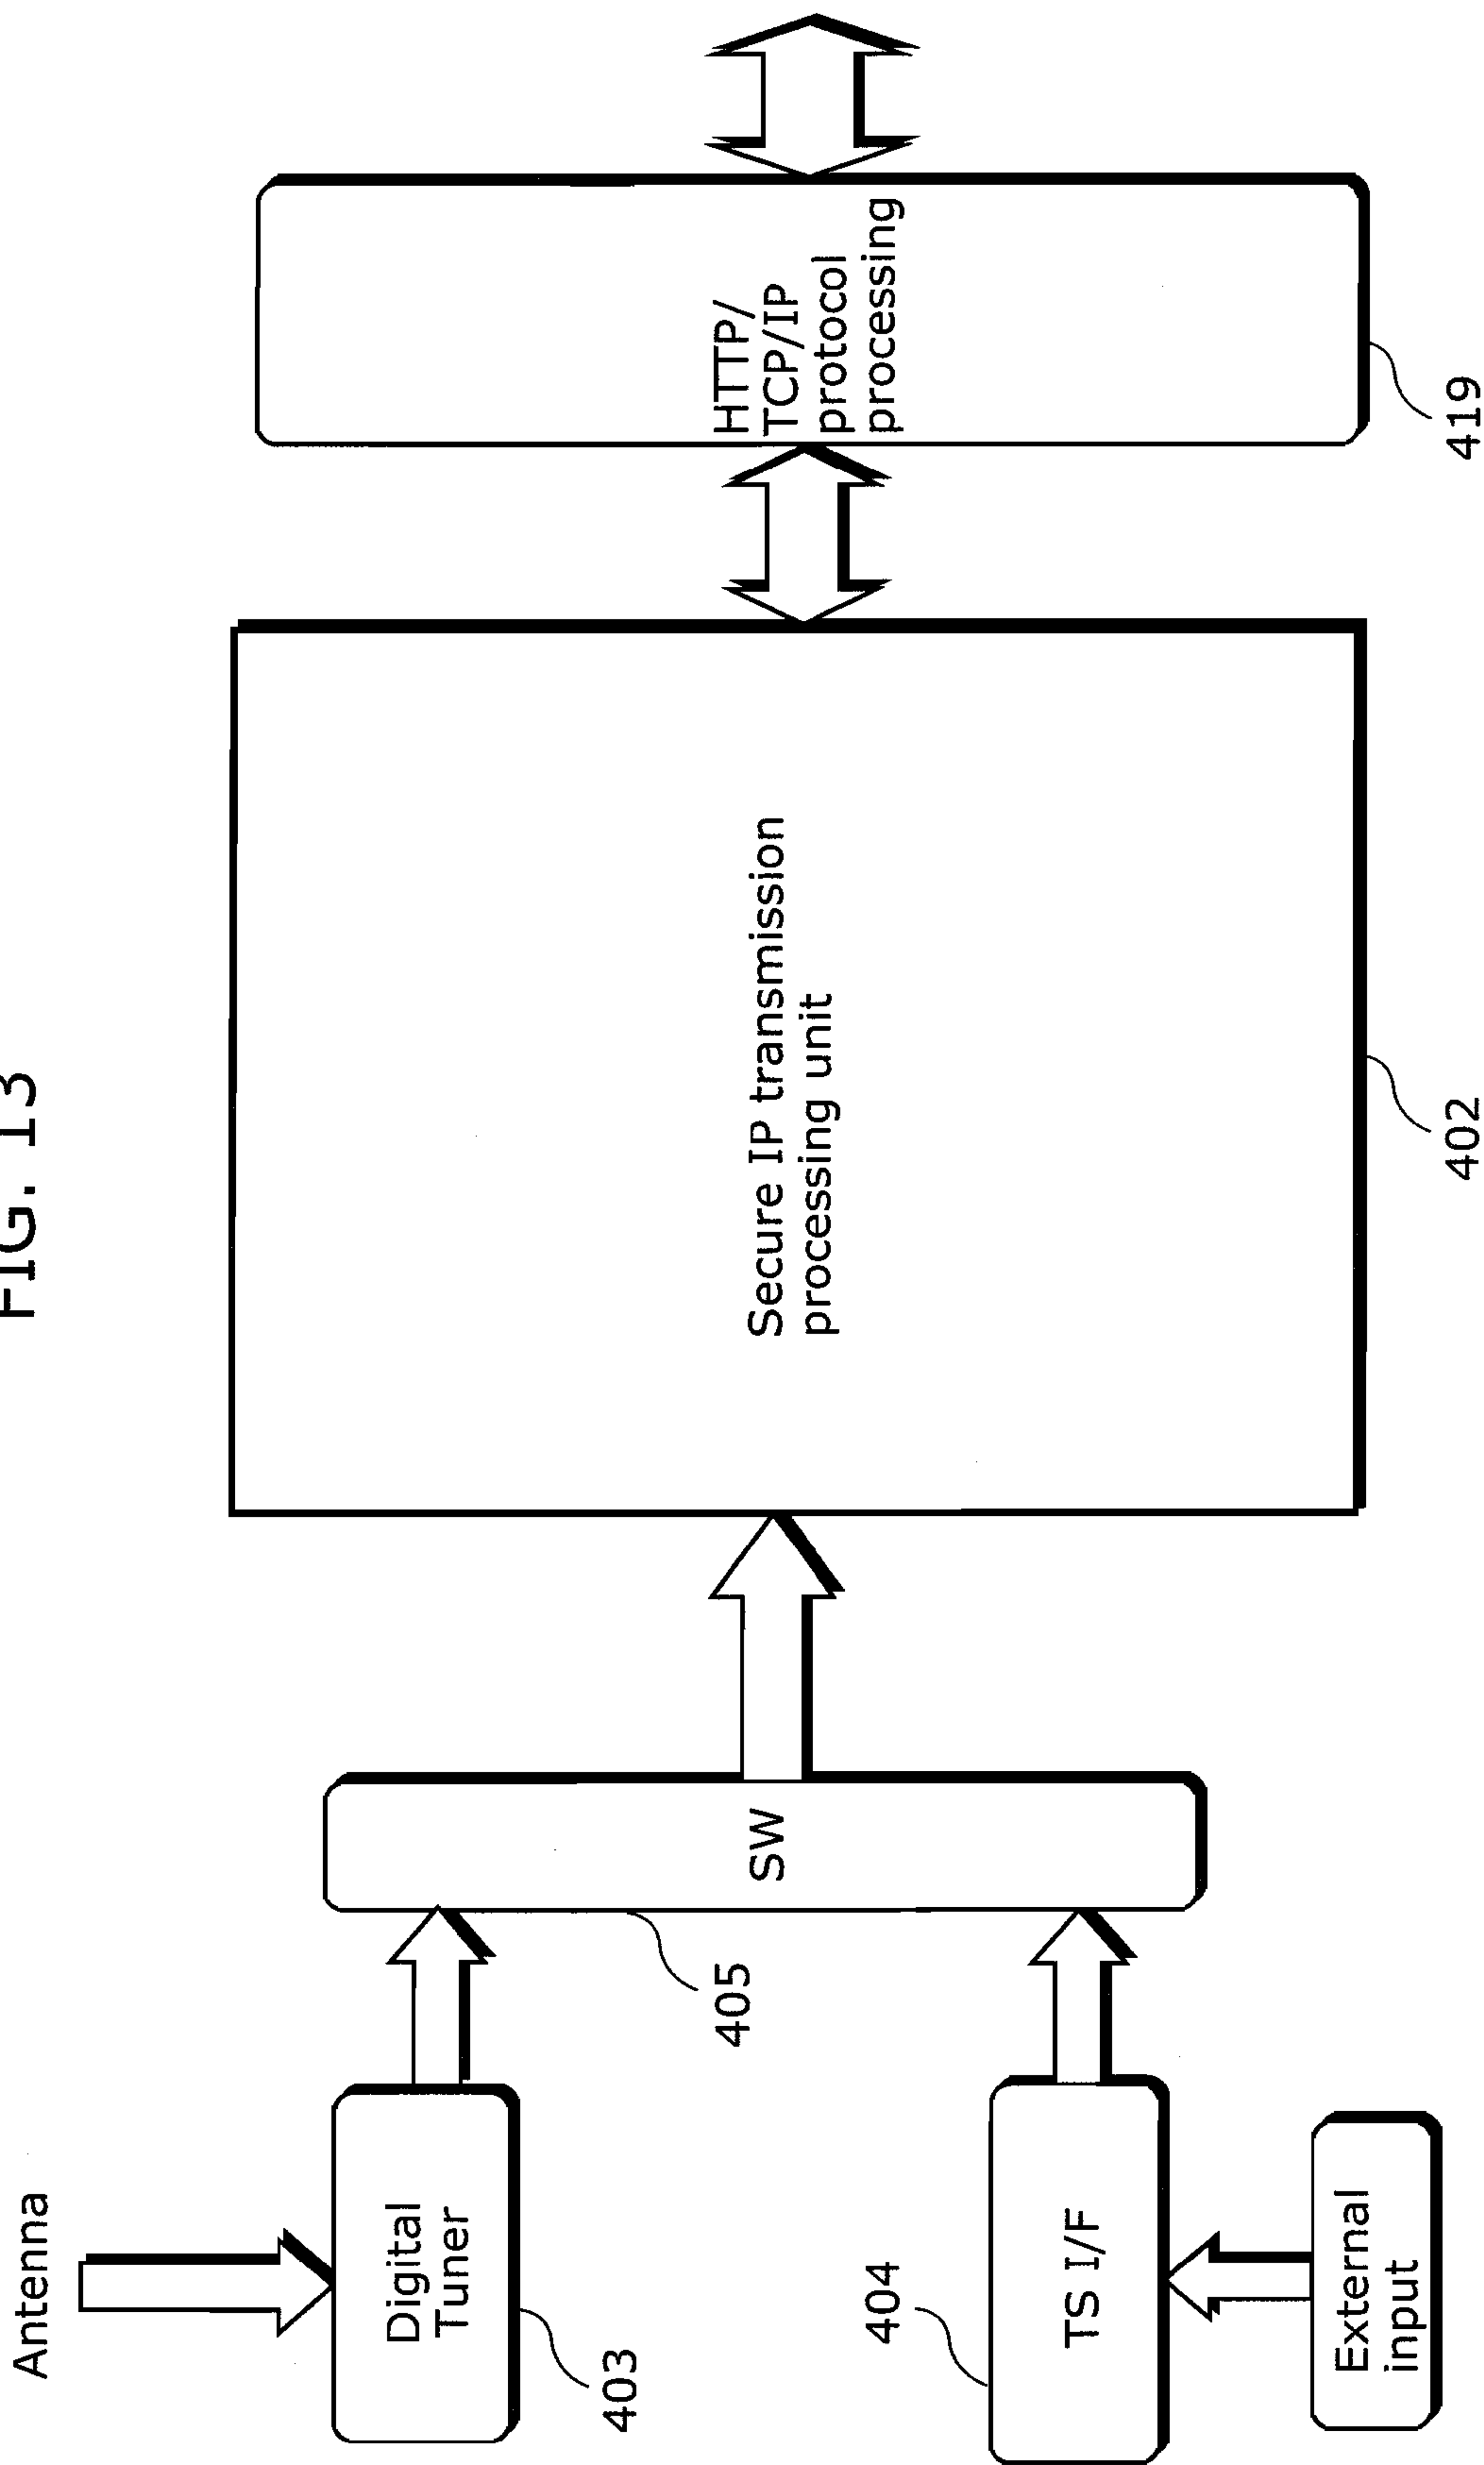 FIG. 13
Antenna
Digital
Tuner
403
404
TS I/F
External
input
405
SW
Secure IP transmission
processing unit
402
HTTP/
TCP/IP
protocol
processing
419